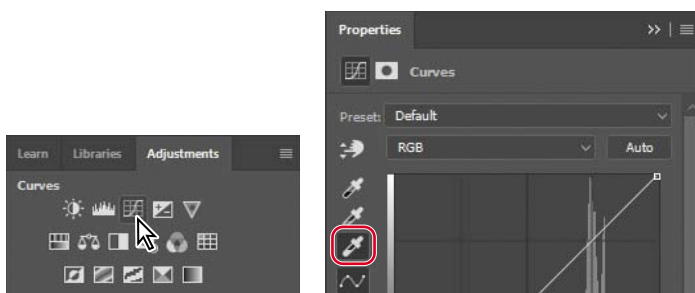 Learn Libraries Adjustments
Curves
Properties
Curves
Preset: Default
RGB Auto